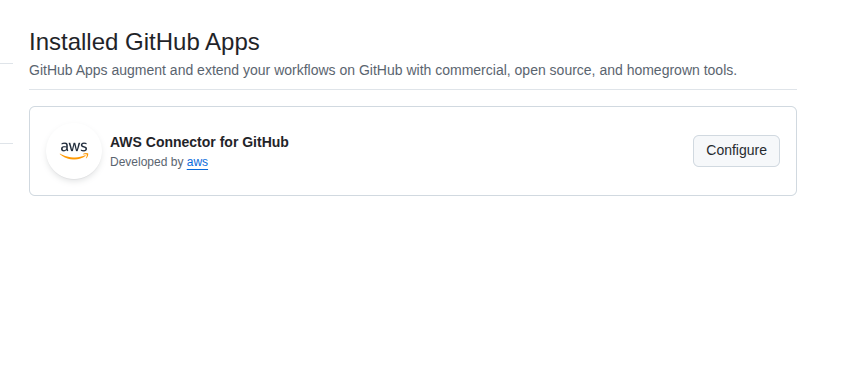 Installed GitHub Apps
GitHub Apps augment and extend your workflows on GitHub with commercial, open source, and homegrown tools.
aws
AWS Connector for GitHub
Developed by aws
Configure